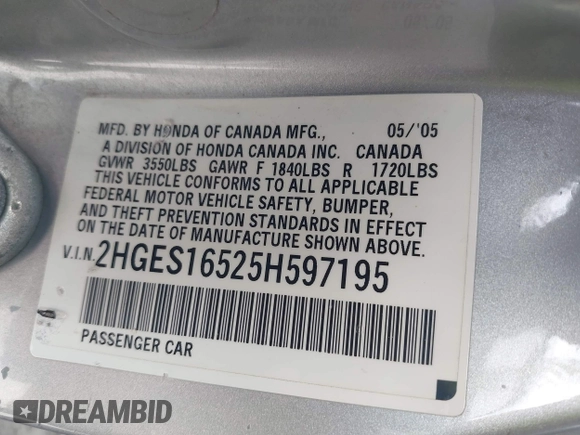 MFD. BY HONDA OF CANADA MFG., 05/'05
A DIVISION OF HONDA CANADA INC. CANADA
GVWR 3550LBS GAWR F 1840LBS R 1720LBS
THIS VEHICLE CONFORMS TO ALL APPLICABLE
FEDERAL MOTOR VEHICLE SAFETY, BUMPER,
AND THEFT PREVENTION STANDARDS IN EFFECT
ON THE DATE OF MANUFACTURE SHOWN ABOVE.
V.I.N. 2HGES16525H597195
PASSENGER CAR
DREAMBID